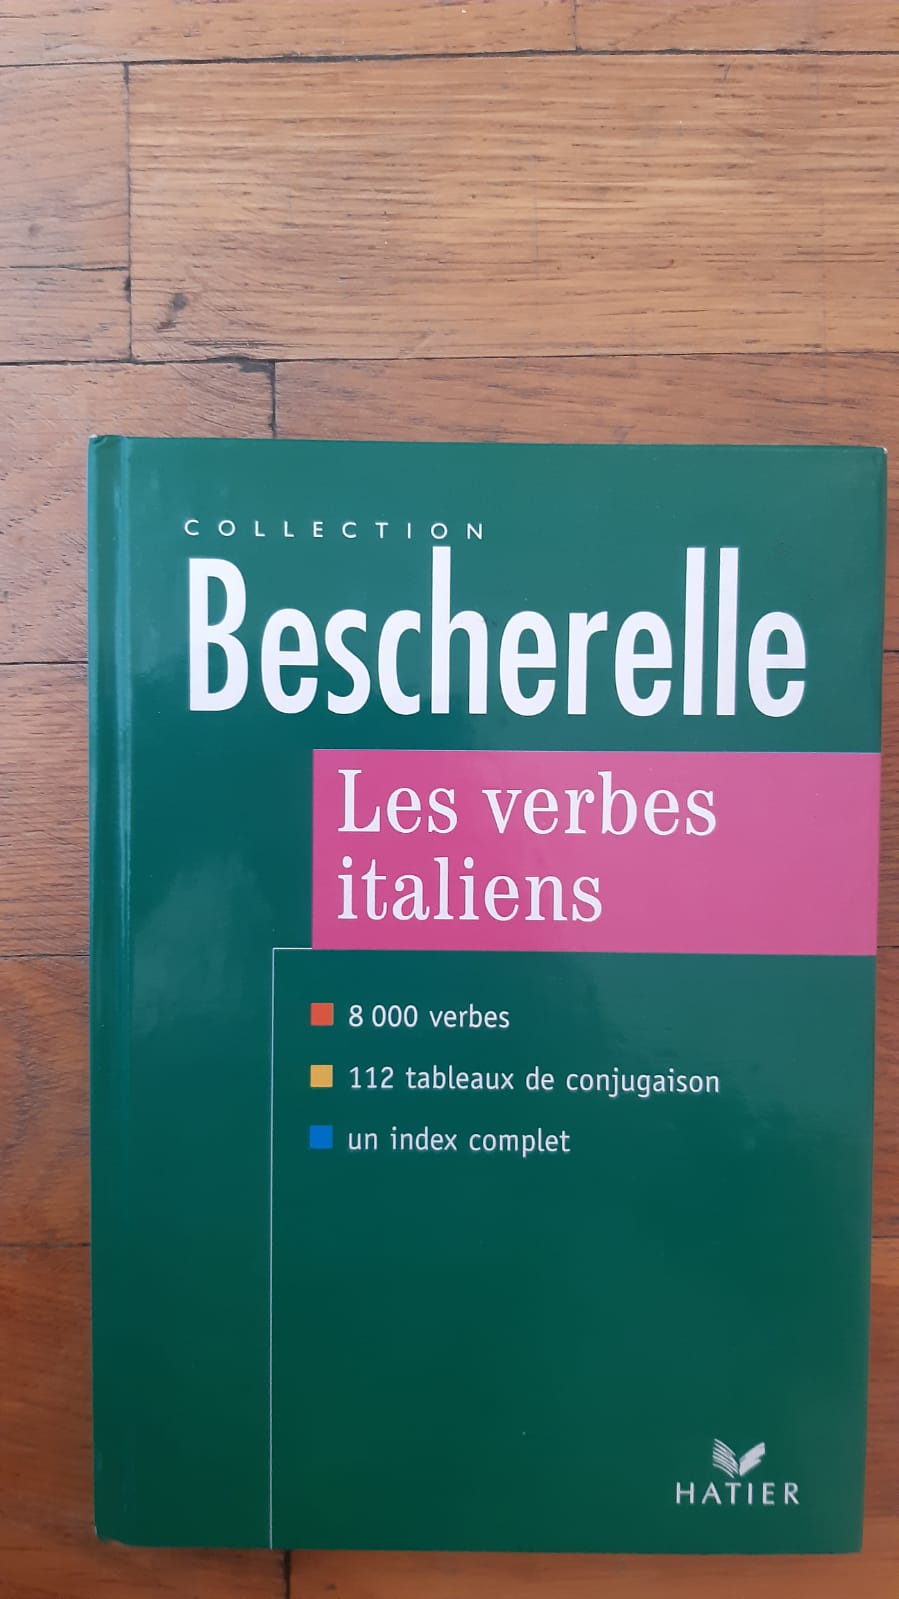 COLLECTION
Bescherelle
Les verbes
italiens
8 000 verbes
112 tableaux de conjugaison
un index complet
HATIER